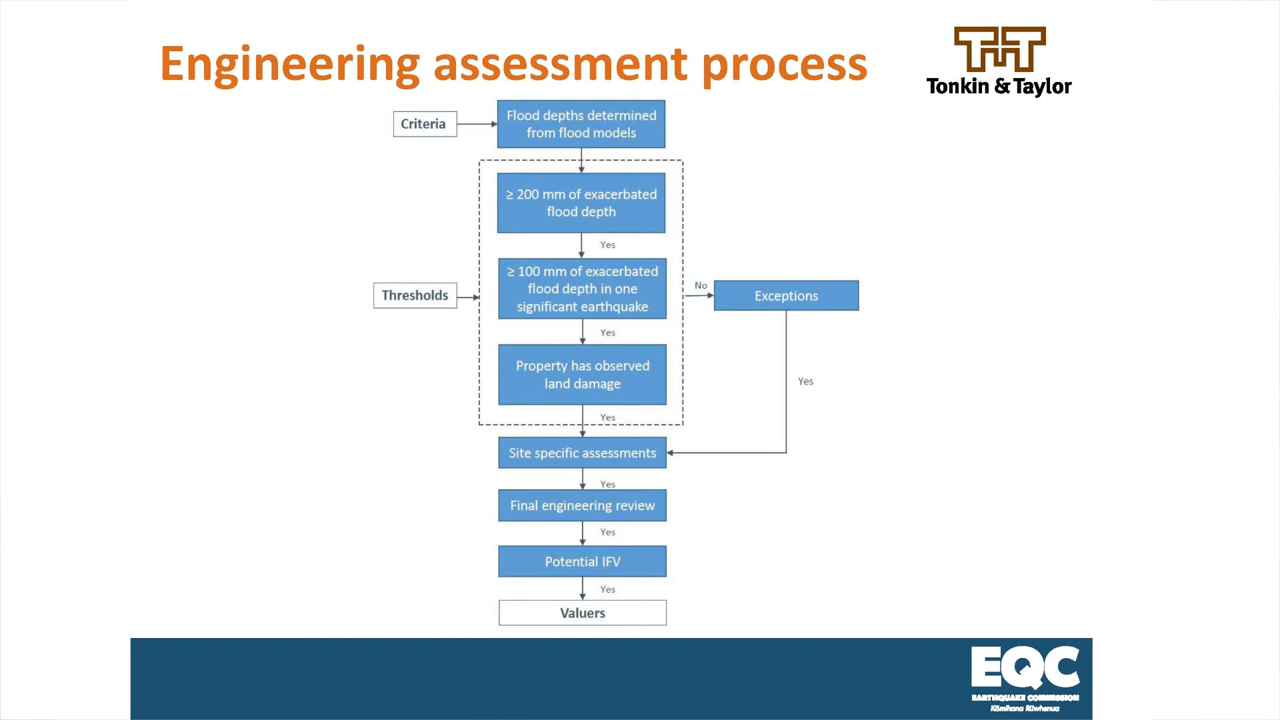 Engineering assessment process
Tonkin & Taylor
Criteria
Flood depths determined
from flood models
≥ 200 mm of exacerbated
flood depth
Yes
≥ 100 mm of exacerbated
flood depth in one
significant earthquake
Thresholds
No
Exceptions
Yes
Property has observed
land damage
Yes
Yes
Site specific assessments
Yes
Final engineering review
Yes
Potential IFV
Yes
Valuers
EQC
EARTHQUAKE COMMISSION
Kōmihana Rūwhenua